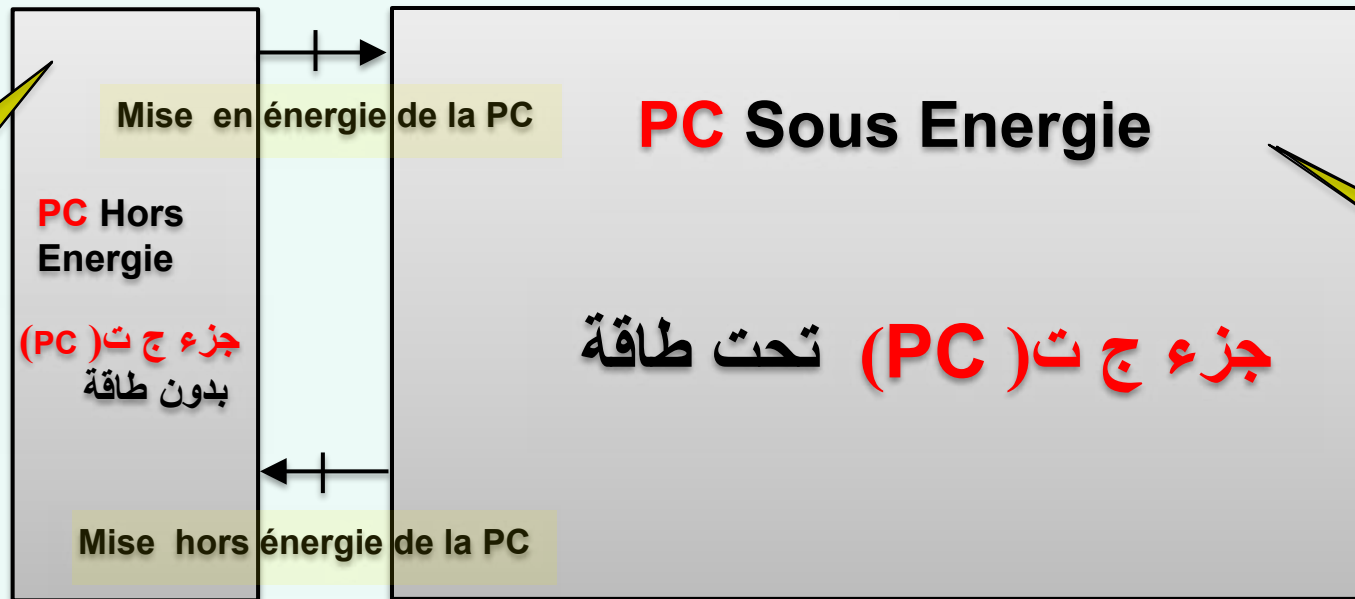 Mise en énergie de la PC
PC Sous Energie
PC Hors
Energie
جزء ج ت( PC)
بدون طاقة
جزء ج ت( PC) تحت طاقة
Mise hors énergie de la PC